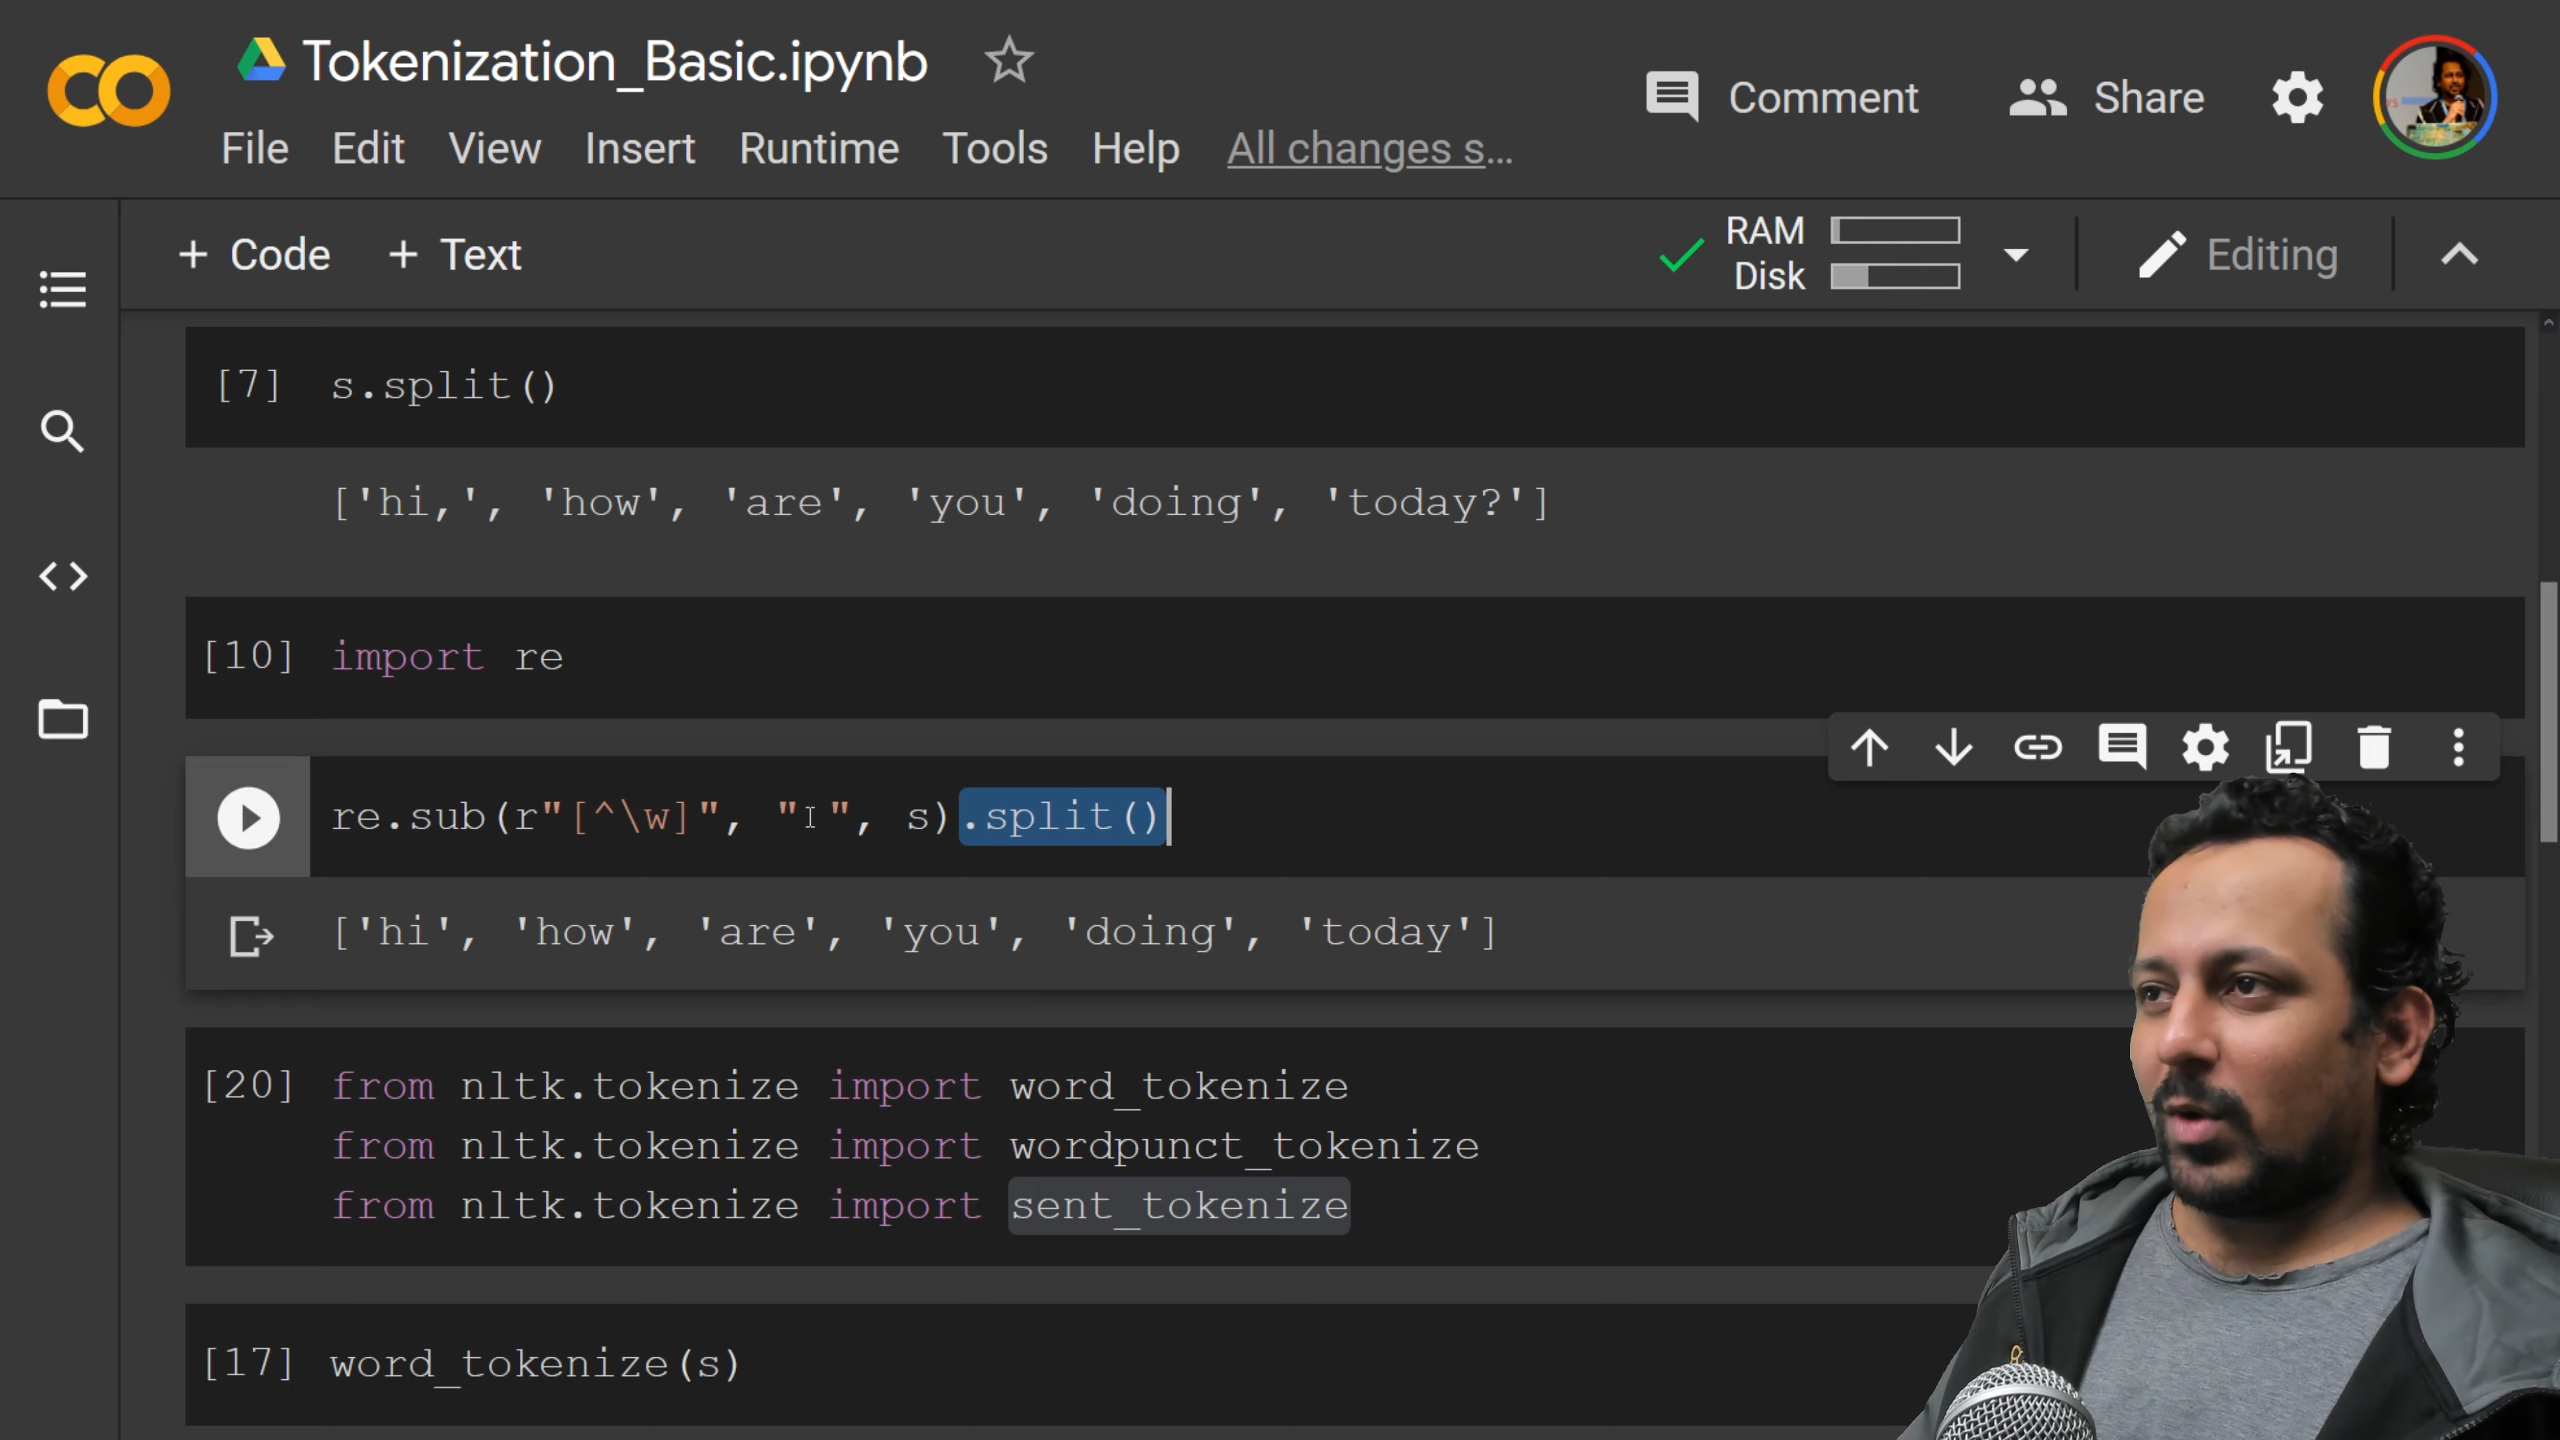 Tokenization_Basic.ipynb
Comment
Share
File Edit View Insert Runtime Tools Help All changes s...
+ Code + Text
RAM
Disk
Editing
[7] s.split()
['hi,', 'how', 'are', 'you', 'doing', 'today?']
[10] import re
re.sub(r"[^\w]", " ", s).split()
['hi', 'how', 'are', 'you', 'doing', 'today']
[20] from nltk.tokenize import word_tokenize
from nltk.tokenize import wordpunct_tokenize
from nltk.tokenize import sent_tokenize
[17] word_tokenize(s)